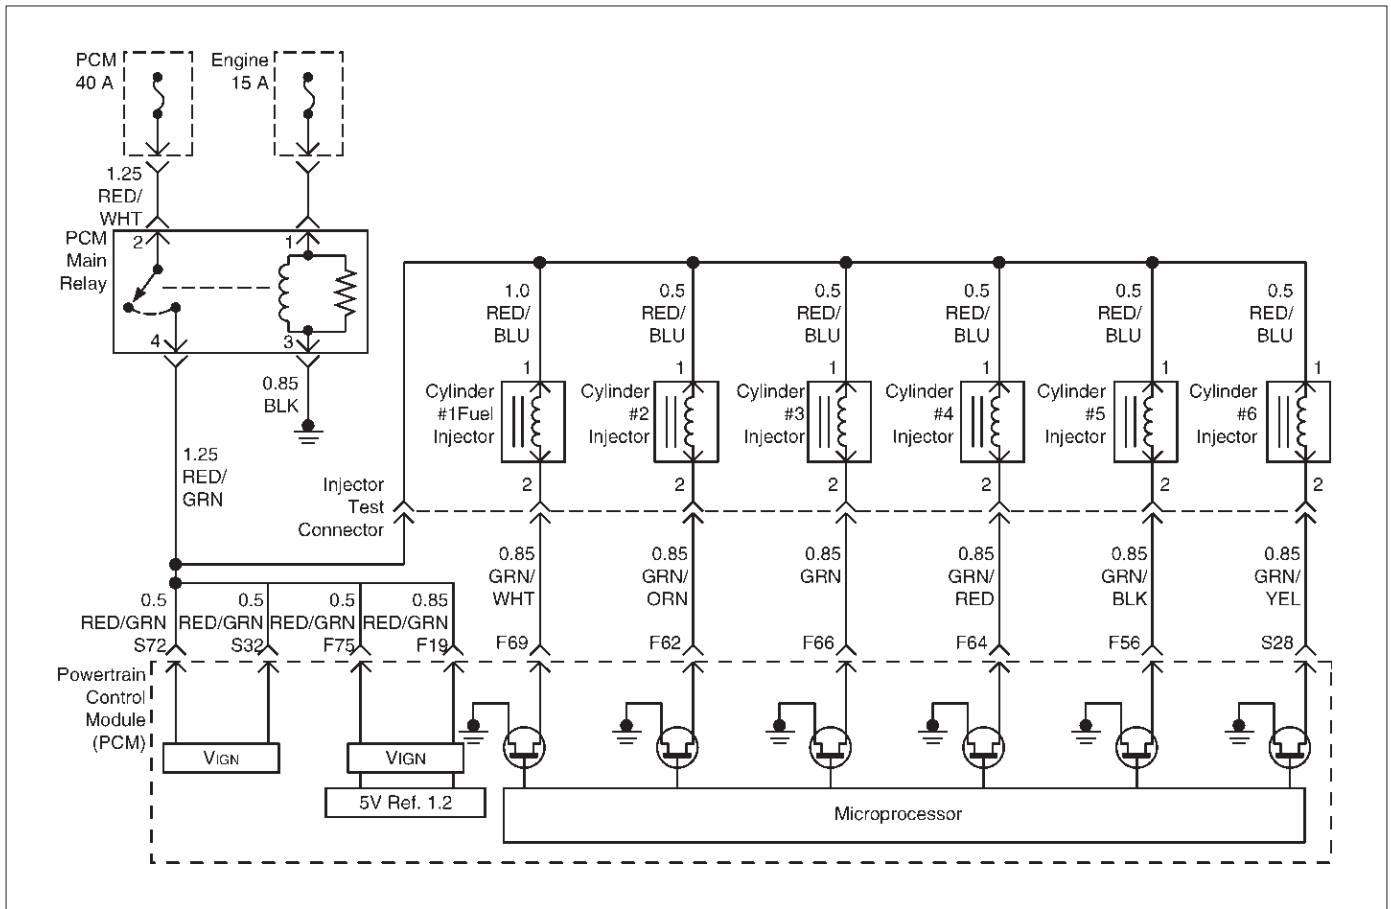 PCM
40 A
Engine
15 A
1.25
RED/
WHT
PCM
Main
Relay
2
1
4
3
0.85
BLK
1.25
RED/
GRN
Injector
Test
Connector
1.0
RED/
BLU
0.5
RED/
BLU
0.5
RED/
BLU
0.5
RED/
BLU
0.5
RED/
BLU
0.5
RED/
BLU
1
1
1
1
1
1
Cylinder
#1Fuel
Injector
Cylinder
#2
Injector
Cylinder
#3
Injector
Cylinder
#4
Injector
Cylinder
#5
Injector
Cylinder
#6
Injector
2
2
2
2
2
2
0.85
GRN/
WHT
0.85
GRN/
ORN
0.85
GRN
0.85
GRN/
RED
0.85
GRN/
BLK
0.85
GRN/
YEL
0.5
RED/GRN
S72
0.5
RED/GRN
S32
0.5
RED/GRN
F75
0.85
RED/GRN
F19
F69
F62
F66
F64
F56
S28
Powertrain
Control
Module
(PCM)
VIGN
VIGN
5V Ref. 1.2
Microprocessor